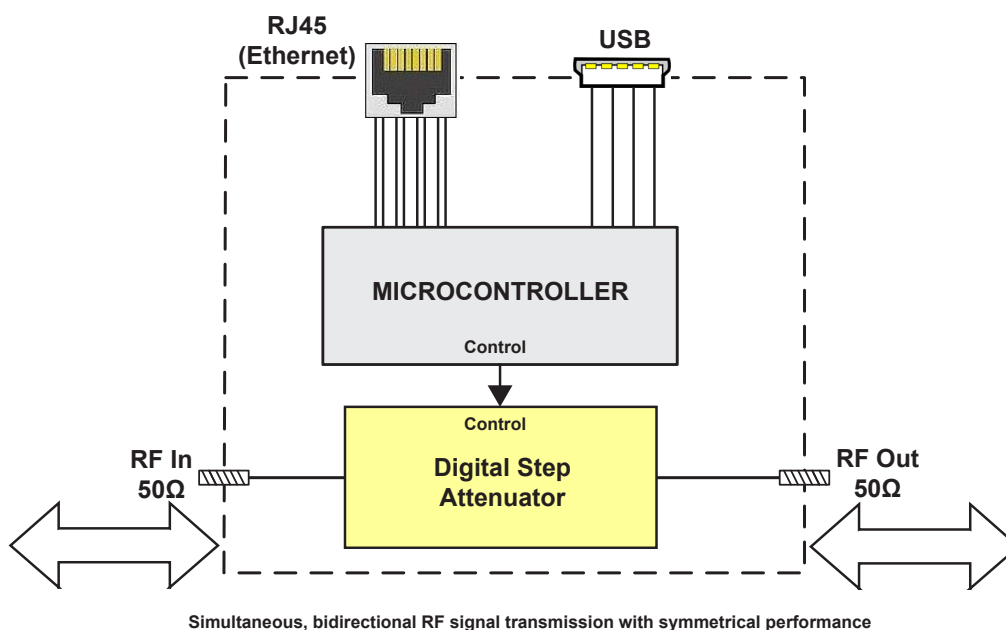 RJ45
(Ethernet)
USB
MICROCONTROLLER
Control
Control
Digital Step
Attenuator
RF In
50Ω
RF Out
50Ω
Simultaneous, bidirectional RF signal transmission with symmetrical performance